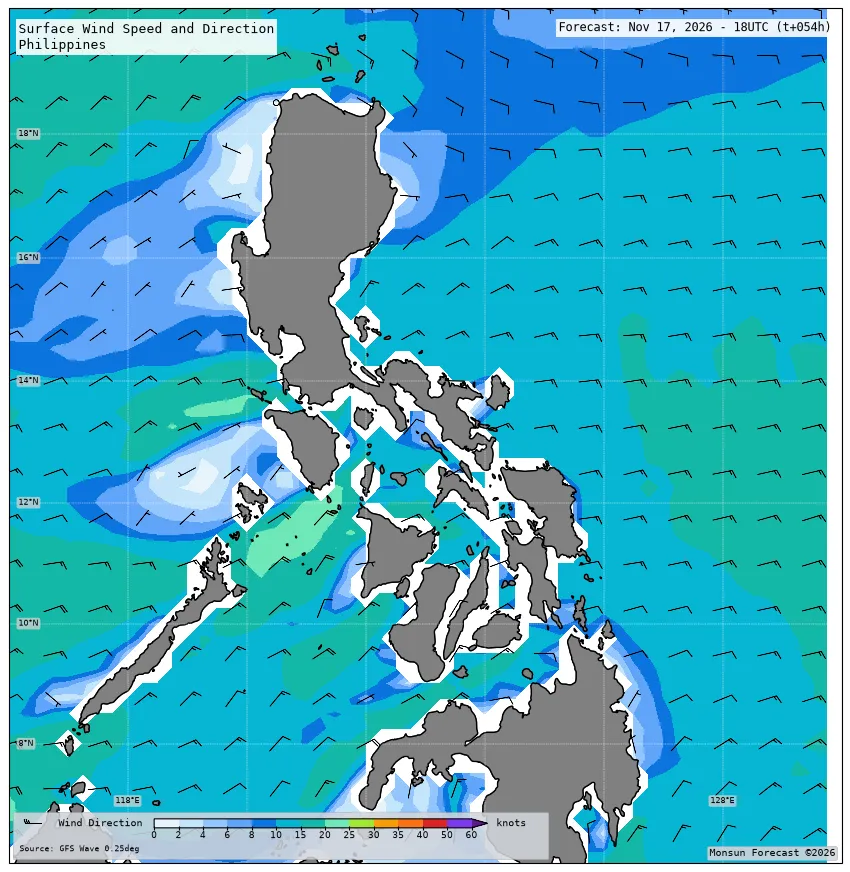 Surface Wind Speed and Direction
Philippines
Forecast: Nov 17, 2026 - 18UTC (t+054h)
18°N
16°N
14°N
12°N
10°N
8°N
118°E
128°E
Wind Direction
0 2 4 6 8 10 15 20 25 30 35 40 50 60
knots
Source: GFS Wave 0.25deg
Monsun Forecast ©2026